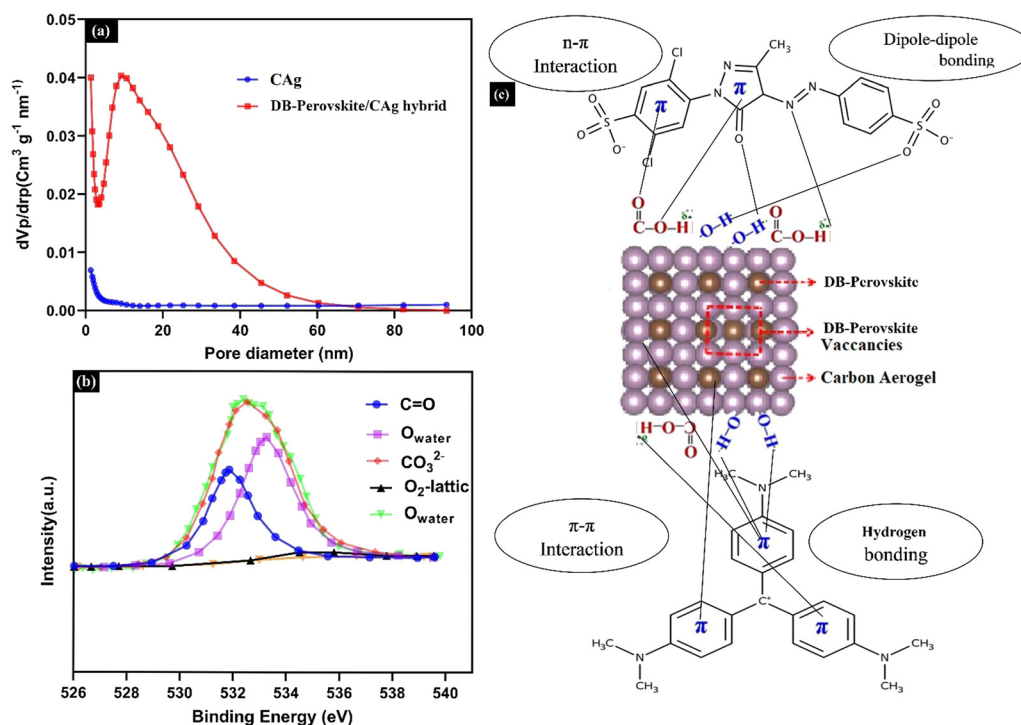 (a)
0.05
0.04
0.03
0.02
0.01
0.00
dVp/drp(Cm³ g⁻¹ nm⁻¹)
CAg
DB-Perovskite/CAg hybrid
0 20 40 60 80 100
Pore diameter (nm)
(b)
Intensity(a.u.)
C=O
Owater
CO₃²⁻
O₂-lattic
Owater
526 528 530 532 534 536 538 540
Binding Energy (eV)
(c)
n-π
Interaction
Dipole-dipole
bonding
CH₃
Cl
N
N
π
π
N
N
O
S
O
O⁻
Cl
O
O
S
O⁻
O
O
C
O-H
δ⁺
O-H
O-H
O
C
O-H
δ⁺
DB-Perovskite
DB-Perovskite
Vaccancies
Carbon Aerogel
H
O
C
O
H-O
O-H
H₃C
N
CH₃
π-π
Interaction
π
Hydrogen
bonding
C⁺
π
π
H₃C
N
CH₃
N
CH₃
CH₃